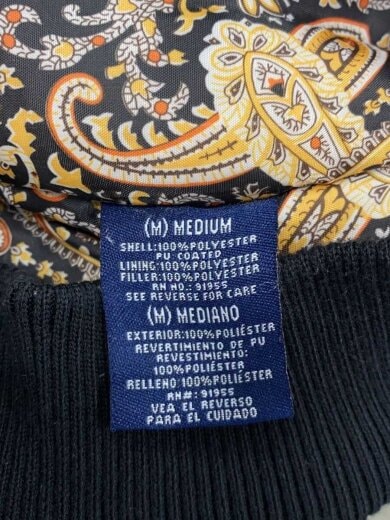 (M) MEDIUM
SHELL:100%POLYESTER
PU COATED
LINING:100%POLYESTER
FILLER:100%POLYESTER
RN NO.: 91955
SEE REVERSE FOR CARE
(M) MEDIANO
EXTERIOR:100%POLIÉSTER
REVERTIMIENTO DE PU
REVESTIMIENTO:
100%POLIÉSTER
RELLENO:100%POLIÉSTER
RN#: 91955
VEA EL REVERSO
PARA EL CUIDADO